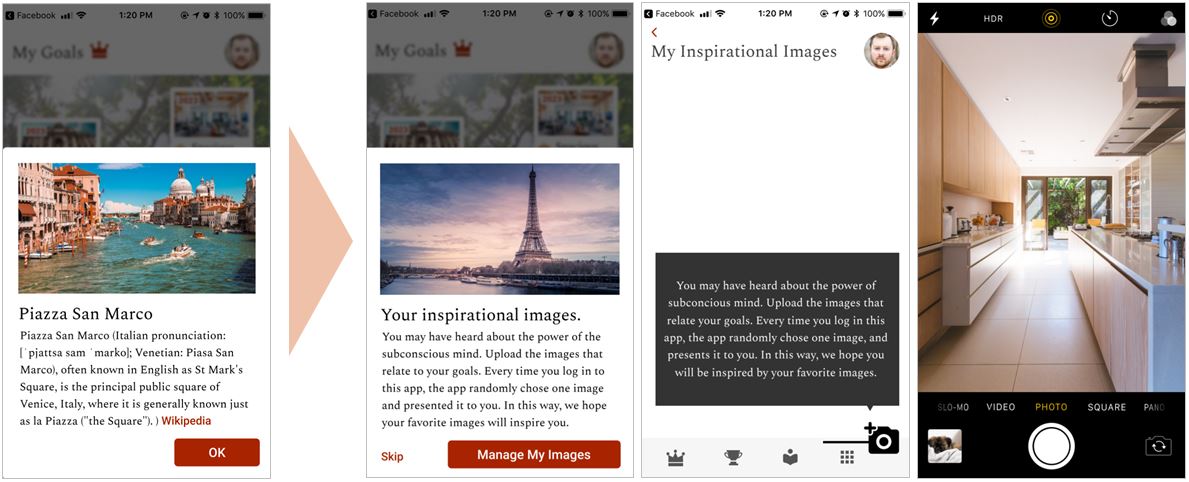 Facebook 1:20 PM 100%
My Goals
2023
2023
Piazza San Marco
Piazza San Marco (Italian pronunciation:
[ˈpjattsa sam ˈmarko]; Venetian: Piasa San
Marco), often known in English as St Mark's
Square, is the principal public square of
Venice, Italy, where it is generally known just
as la Piazza ("the Square"). ) Wikipedia
OK
Facebook 1:20 PM 100%
My Goals
2023
2023
Your inspirational images.
You may have heard about the power of the
subconscious mind. Upload the images that
relate to your goals. Every time you log in to
this app, the app randomly chose one image
and presented it to you. In this way, we hope
your favorite images will inspire you.
Skip
Manage My Images
Facebook 1:20 PM 100%
My Inspirational Images
You may have heard about the power of
subconcious mind. Upload the images that
relate your goals. Every time you log in this
app, the app randomly chose one image, and
presents it to you. In this way, we hope you
will be inspired by your favorite images.
HDR
SLO-MO VIDEO PHOTO SQUARE PANO